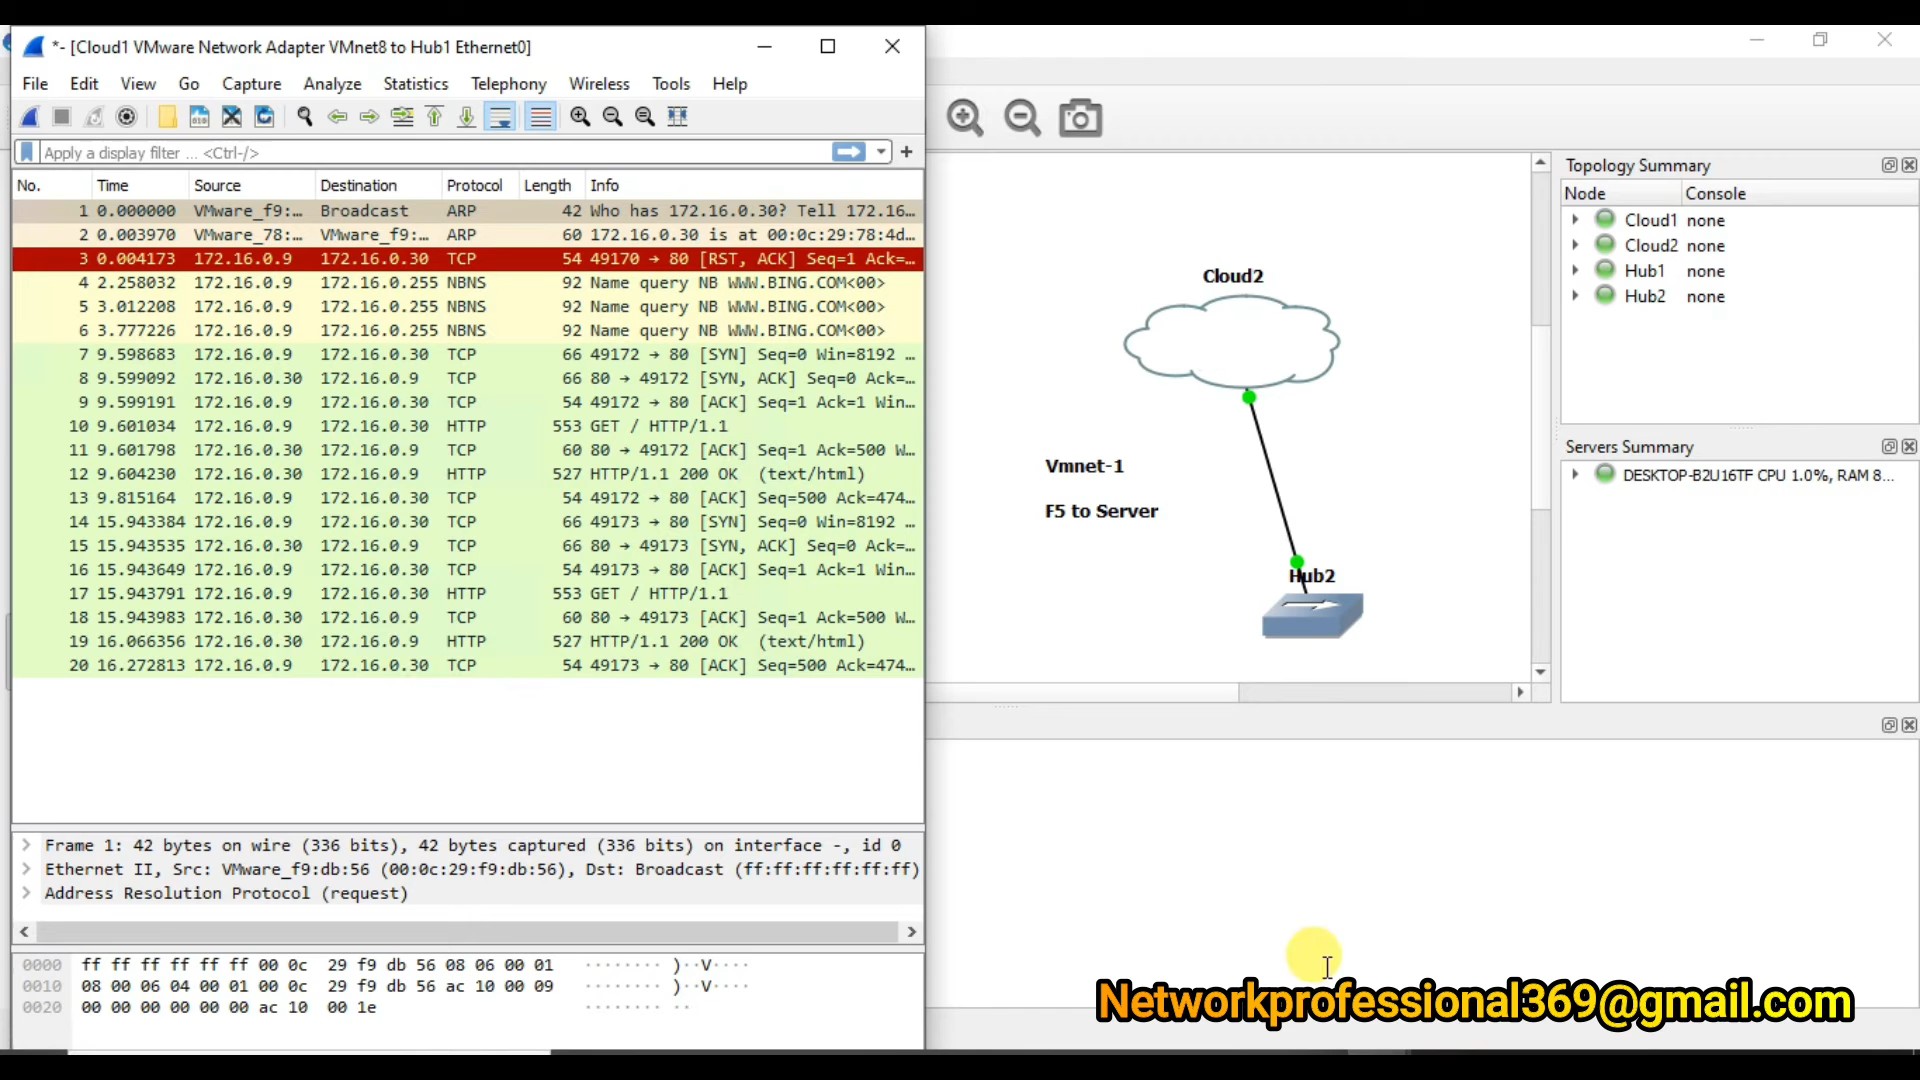 *- [Cloud1 VMware Network Adapter VMnet8 to Hub1 Ethernet0]
File Edit View Go Capture Analyze Statistics Telephony Wireless Tools Help
Apply a display filter ... <Ctrl-/>
No. Time Source Destination Protocol Length Info
1 0.000000 VMware_f9:… Broadcast ARP 42 Who has 172.16.0.30? Tell 172.16…
2 0.003970 VMware_78:… VMware_f9:… ARP 60 172.16.0.30 is at 00:0c:29:78:4d…
3 0.004173 172.16.0.9 172.16.0.30 TCP 54 49170 → 80 [RST, ACK] Seq=1 Ack=…
4 2.258032 172.16.0.9 172.16.0.255 NBNS 92 Name query NB WWW.BING.COM<00>
5 3.012208 172.16.0.9 172.16.0.255 NBNS 92 Name query NB WWW.BING.COM<00>
6 3.777226 172.16.0.9 172.16.0.255 NBNS 92 Name query NB WWW.BING.COM<00>
7 9.598683 172.16.0.9 172.16.0.30 TCP 66 49172 → 80 [SYN] Seq=0 Win=8192 …
8 9.599092 172.16.0.30 172.16.0.9 TCP 66 80 → 49172 [SYN, ACK] Seq=0 Ack=…
9 9.599191 172.16.0.9 172.16.0.30 TCP 54 49172 → 80 [ACK] Seq=1 Ack=1 Win…
10 9.601034 172.16.0.9 172.16.0.30 HTTP 553 GET / HTTP/1.1
11 9.601798 172.16.0.30 172.16.0.9 TCP 60 80 → 49172 [ACK] Seq=1 Ack=500 W…
12 9.604230 172.16.0.30 172.16.0.9 HTTP 527 HTTP/1.1 200 OK (text/html)
13 9.815164 172.16.0.9 172.16.0.30 TCP 54 49172 → 80 [ACK] Seq=500 Ack=474…
14 15.943384 172.16.0.9 172.16.0.30 TCP 66 49173 → 80 [SYN] Seq=0 Win=8192 …
15 15.943535 172.16.0.30 172.16.0.9 TCP 66 80 → 49173 [SYN, ACK] Seq=0 Ack=…
16 15.943649 172.16.0.9 172.16.0.30 TCP 54 49173 → 80 [ACK] Seq=1 Ack=1 Win…
17 15.943791 172.16.0.9 172.16.0.30 HTTP 553 GET / HTTP/1.1
18 15.943983 172.16.0.30 172.16.0.9 TCP 60 80 → 49173 [ACK] Seq=1 Ack=500 W…
19 16.066356 172.16.0.30 172.16.0.9 HTTP 527 HTTP/1.1 200 OK (text/html)
20 16.272813 172.16.0.9 172.16.0.30 TCP 54 49173 → 80 [ACK] Seq=500 Ack=474…
Frame 1: 42 bytes on wire (336 bits), 42 bytes captured (336 bits) on interface -, id 0
Ethernet II, Src: VMware_f9:db:56 (00:0c:29:f9:db:56), Dst: Broadcast (ff:ff:ff:ff:ff:ff)
Address Resolution Protocol (request)
0000 ff ff ff ff ff ff 00 0c 29 f9 db 56 08 06 00 01 ········ )··V····
0010 08 00 06 04 00 01 00 0c 29 f9 db 56 ac 10 00 09 ········ )··V····
0020 00 00 00 00 00 00 ac 10 00 1e ········ ··
Cloud2
Vmnet-1
F5 to Server
Hub2
Topology Summary
Node Console
Cloud1 none
Cloud2 none
Hub1 none
Hub2 none
Servers Summary
DESKTOP-B2U16TF CPU 1.0%, RAM 8...
Networkprofessional369@gmail.com